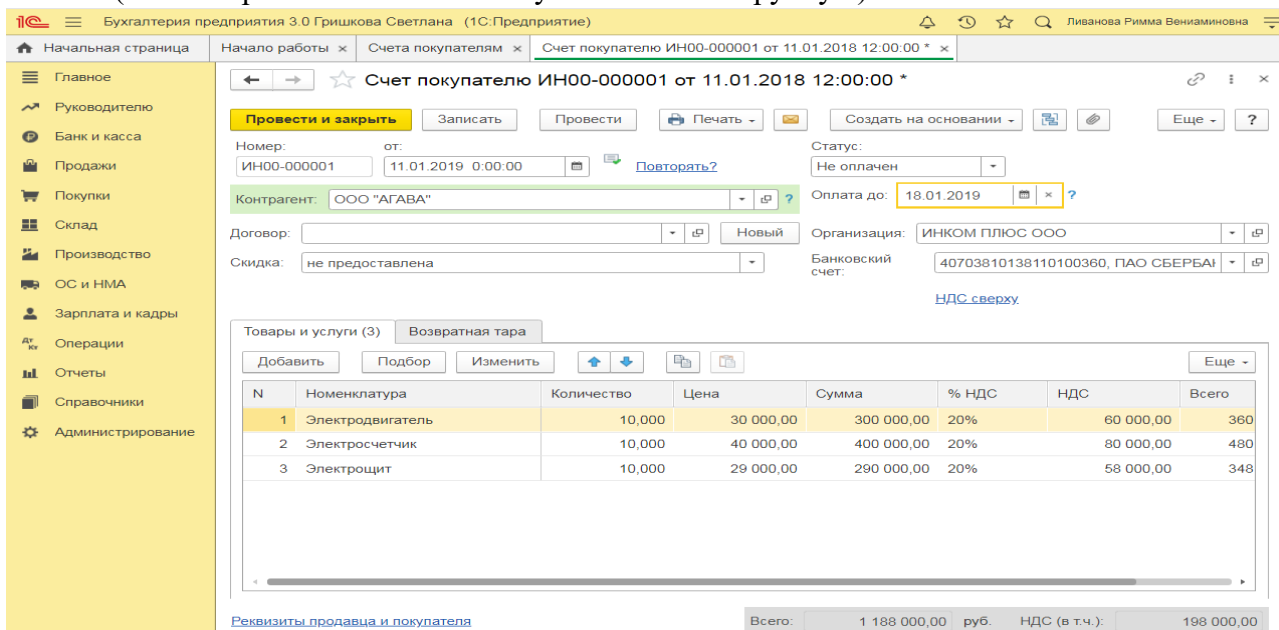 Бухгалтерия предприятия 3.0 Гришкова Светлана (1С:Предприятие) Ливанова Римма Вениаминовна
Начальная страница Начало работы × Счета покупателям × Счет покупателю ИН00-000001 от 11.01.2018 12:00:00 * ×
Главное Счет покупателю ИН00-000001 от 11.01.2018 12:00:00 *
Руководителю
Провести и закрыть Записать Провести Печать Создать на основании Еще ?
Банк и касса
Номер: от: Статус:
Продажи ИН00-000001 11.01.2019 0:00:00 Повторять? Не оплачен
Покупки Контрагент: ООО "АГАВА" ? Оплата до: 18.01.2019 × ?
Склад Договор: Новый Организация: ИНКОМ ПЛЮС ООО
Производство Скидка: не предоставлена Банковский счет: 40703810138110100360, ПАО СБЕРБАН
ОС и НМА
НДС сверху
Зарплата и кадры
Товары и услуги (3) Возвратная тара
Операции
Добавить Подбор Изменить Еще
Отчеты
N Номенклатура Количество Цена Сумма % НДС НДС Всего
Справочники
1 Электродвигатель 10,000 30 000,00 300 000,00 20% 60 000,00 360
Администрирование
2 Электросчетчик 10,000 40 000,00 400 000,00 20% 80 000,00 480
3 Электрощит 10,000 29 000,00 290 000,00 20% 58 000,00 348
Реквизиты продавца и покупателя Всего: 1 188 000,00 руб. НДС (в т.ч.): 198 000,00